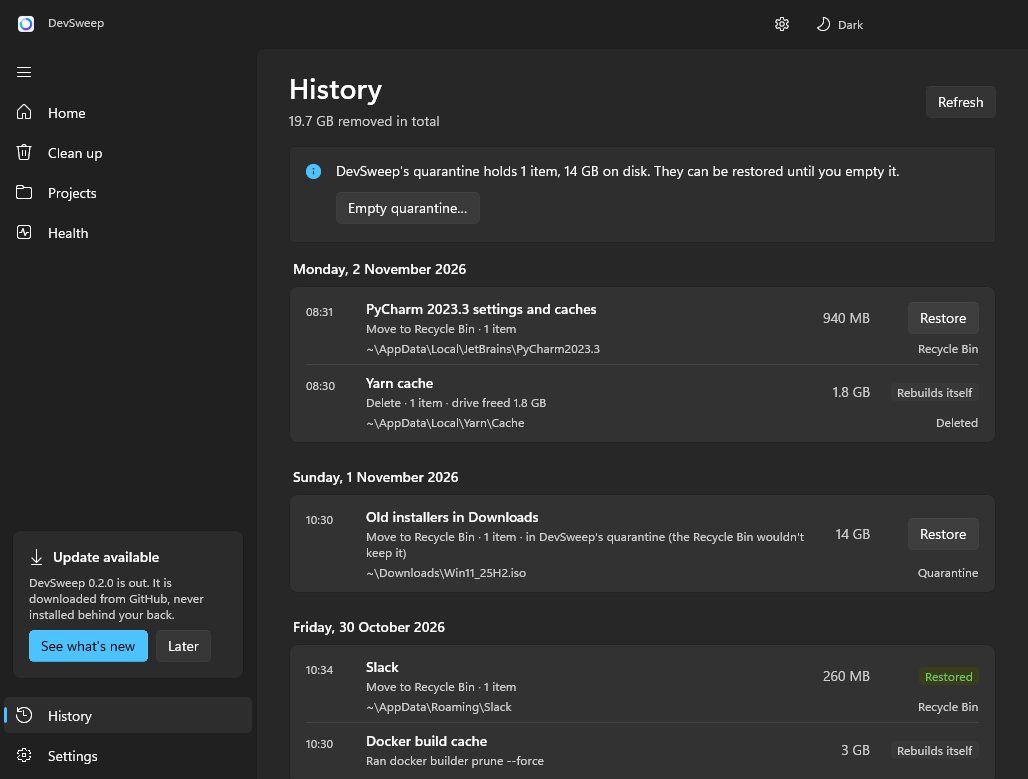 DevSweep
Dark
Home
Clean up
Projects
Health
Update available
DevSweep 0.2.0 is out. It is
downloaded from GitHub, never
installed behind your back.
See what's new
Later
History
Settings
History
19.7 GB removed in total
Refresh
DevSweep's quarantine holds 1 item, 14 GB on disk. They can be restored until you empty it.
Empty quarantine...
Monday, 2 November 2026
08:31
PyCharm 2023.3 settings and caches
Move to Recycle Bin · 1 item
~\AppData\Local\JetBrains\PyCharm2023.3
940 MB
Restore
Recycle Bin
08:30
Yarn cache
Delete · 1 item · drive freed 1.8 GB
~\AppData\Local\Yarn\Cache
1.8 GB
Rebuilds itself
Deleted
Sunday, 1 November 2026
10:30
Old installers in Downloads
Move to Recycle Bin · 1 item · in DevSweep's quarantine (the Recycle Bin wouldn't
keep it)
~\Downloads\Win11_25H2.iso
14 GB
Restore
Quarantine
Friday, 30 October 2026
10:34
Slack
Move to Recycle Bin · 1 item
~\AppData\Roaming\Slack
260 MB
Restored
Recycle Bin
10:30
Docker build cache
Ran docker builder prune --force
3 GB
Rebuilds itself